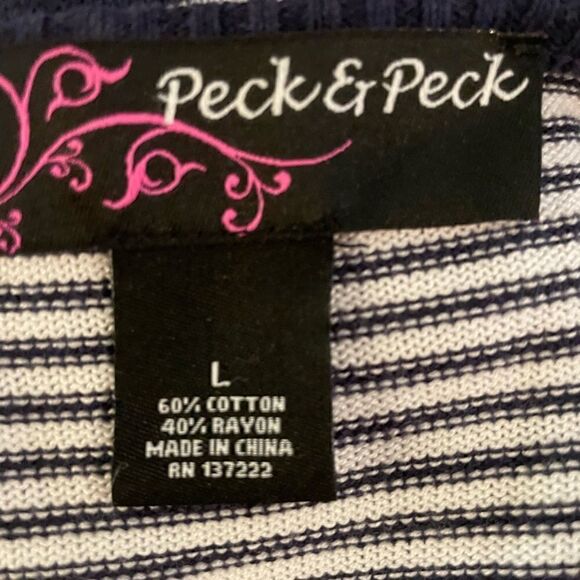 Peck & Peck
L
60% COTTON
40% RAYON
MADE IN CHINA
RN 137222